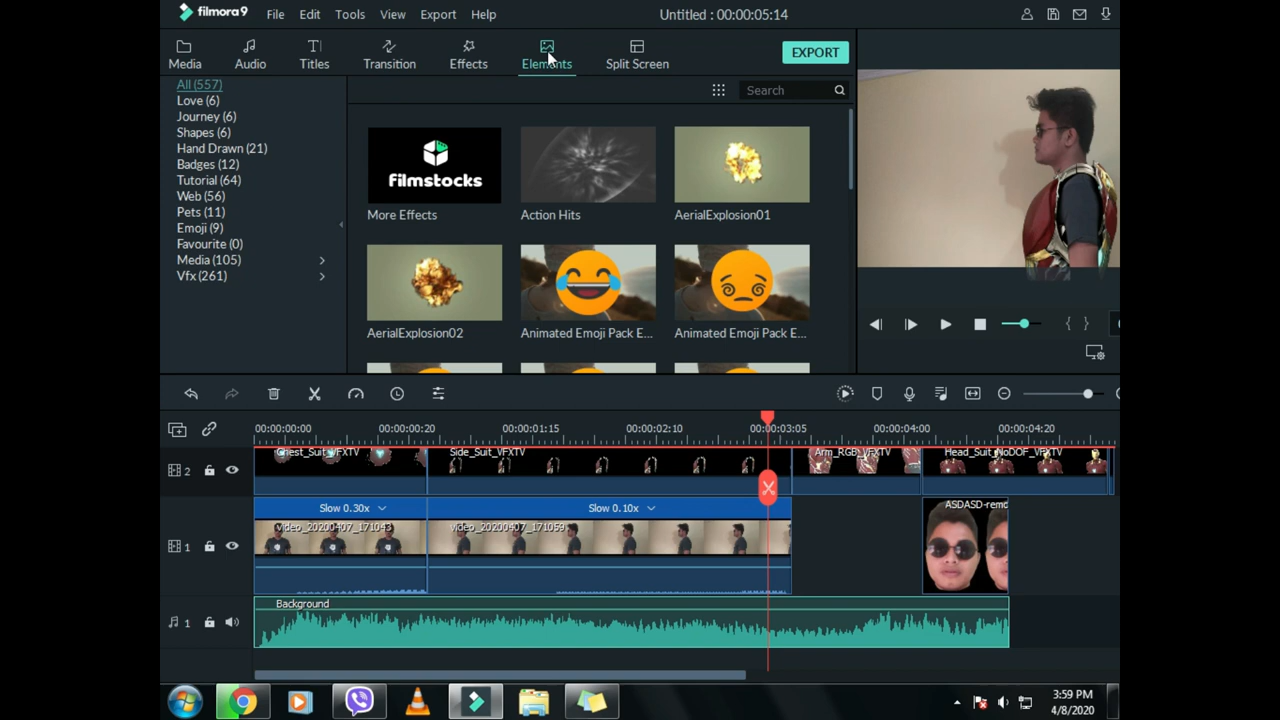 filmora9 File Edit Tools View Export Help Untitled : 00:00:05:14
Media Audio Titles Transition Effects Elements Split Screen EXPORT
All (557)
Love (6)
Journey (6)
Shapes (6)
Hand Drawn (21)
Badges (12)
Tutorial (64)
Web (56)
Pets (11)
Emoji (9)
Favourite (0)
Media (105)
Vfx (261)
Search
filmstocks
More Effects Action Hits AerialExplosion01
AerialExplosion02 Animated Emoji Pack E... Animated Emoji Pack E...
00:00:00:00 00:00:00:20 00:00:01:15 00:00:02:10 00:00:03:05 00:00:04:00 00:00:04:20
2 Chest_Suit_VFXTV Side_Suit_VFXTV Arm_RGB_VFXTV Head_Suit_NoDOF_VFXTV
Slow 0.30x Slow 0.10x
1 video_20200407_171043 video_20200407_171059 ASDASD-remo
Background
1
3:59 PM
4/8/2020